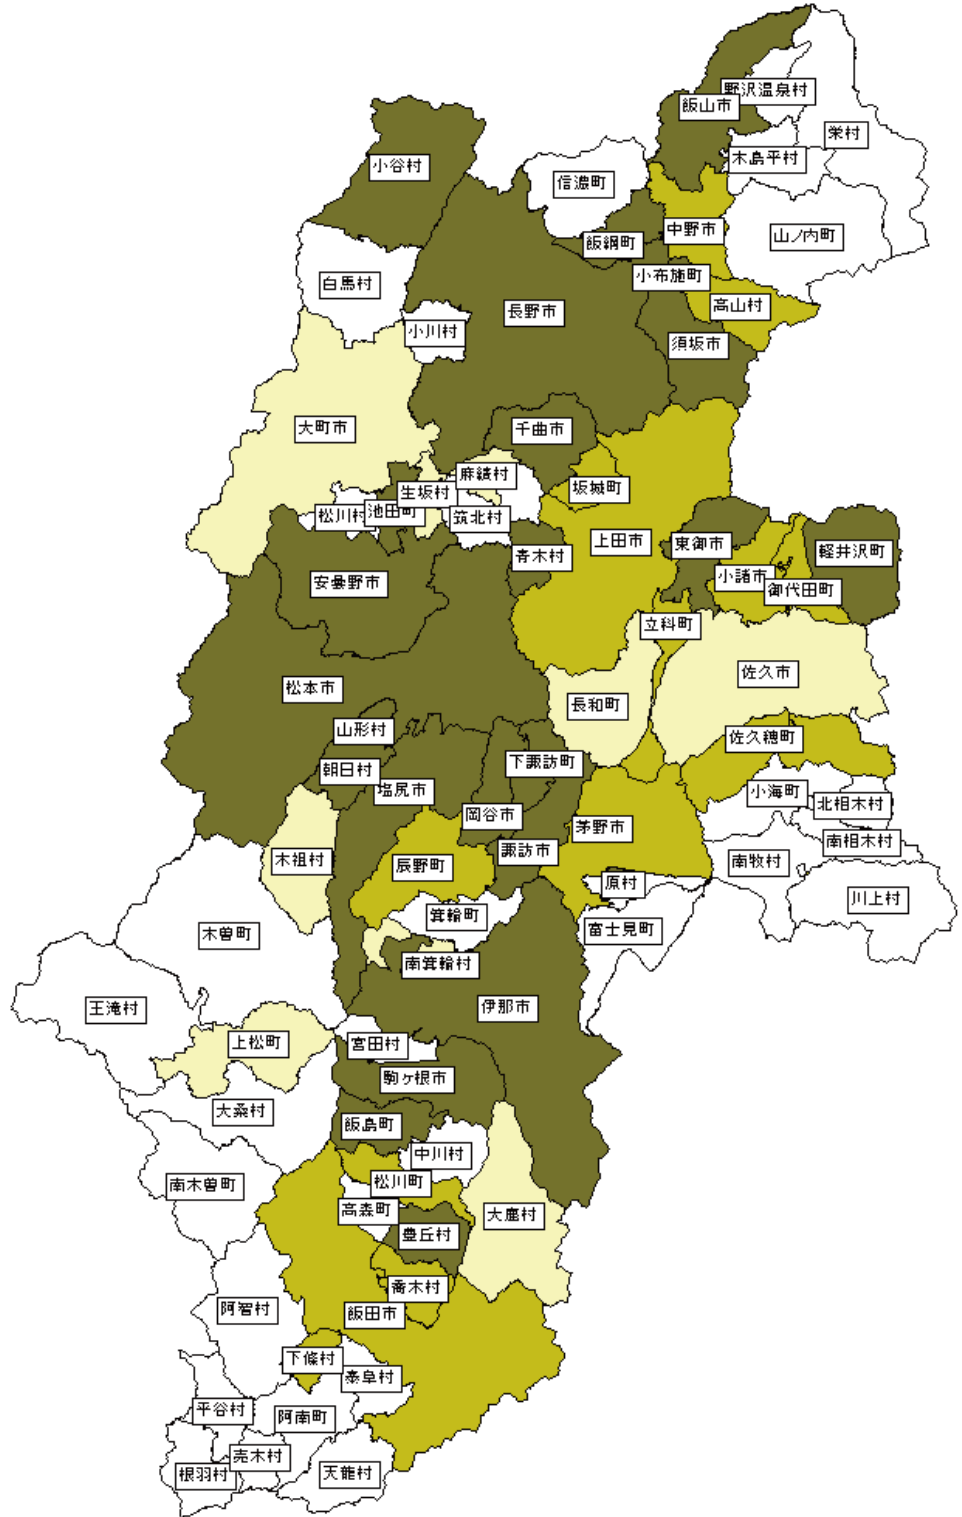 野沢温泉村
飯山市
栄村
木島平村
小谷村
信濃町
中野市
山ノ内町
飯綱町
小布施町
白馬村
高山村
長野市
小川村
須坂市
大町市
千曲市
麻績村
坂城町
生坂村
松川村
池田町
筑北村
上田市
東御市
軽井沢町
青木村
小諸市
安曇野市
御代田町
立科町
佐久市
松本市
長和町
山形村
佐久穂町
下諏訪町
朝日村
塩尻市
小海町
北相木村
岡谷市
茅野市
南相木村
諏訪市
木祖村
辰野町
南牧村
原村
川上村
箕輪町
富士見町
木曽町
南箕輪村
王滝村
伊那市
上松町
宮田村
駒ヶ根市
大桑村
飯島町
中川村
南木曽町
松川町
高森町
大鹿村
豊丘村
喬木村
阿智村
飯田市
下條村
泰阜村
平谷村
阿南町
売木村
根羽村
天龍村